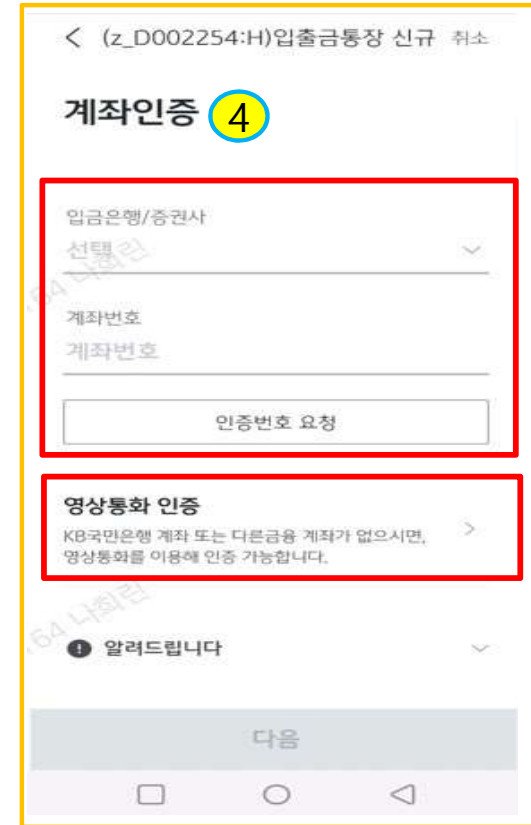 (z_D002254:H)입출금통장 신규 취소
계좌인증 4
입금은행/증권사
선택
계좌번호
계좌번호
인증번호 요청
영상통화 인증
KB국민은행 계좌 또는 다른금융 계좌가 없으시면,
영상통화를 이용해 인증 가능합니다.
알려드립니다
다음